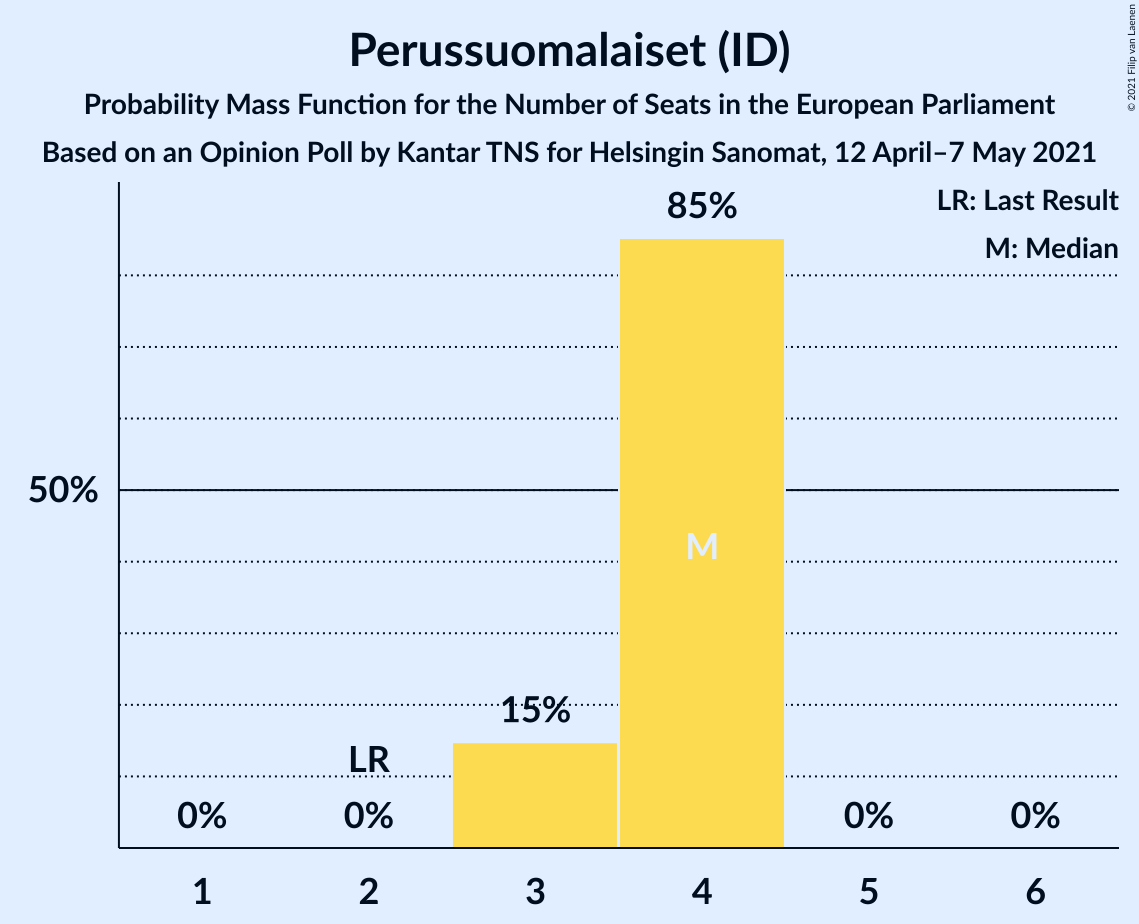 Perussuomalaiset (ID)
Probability Mass Function for the Number of Seats in the European Parliament
Based on an Opinion Poll by Kantar TNS for Helsingin Sanomat, 12 April–7 May 2021
© 2021 Filip van Laenen
LR: Last Result
M: Median
85%
50%
M
15%
LR
0% 0% 0% 0%
1 2 3 4 5 6